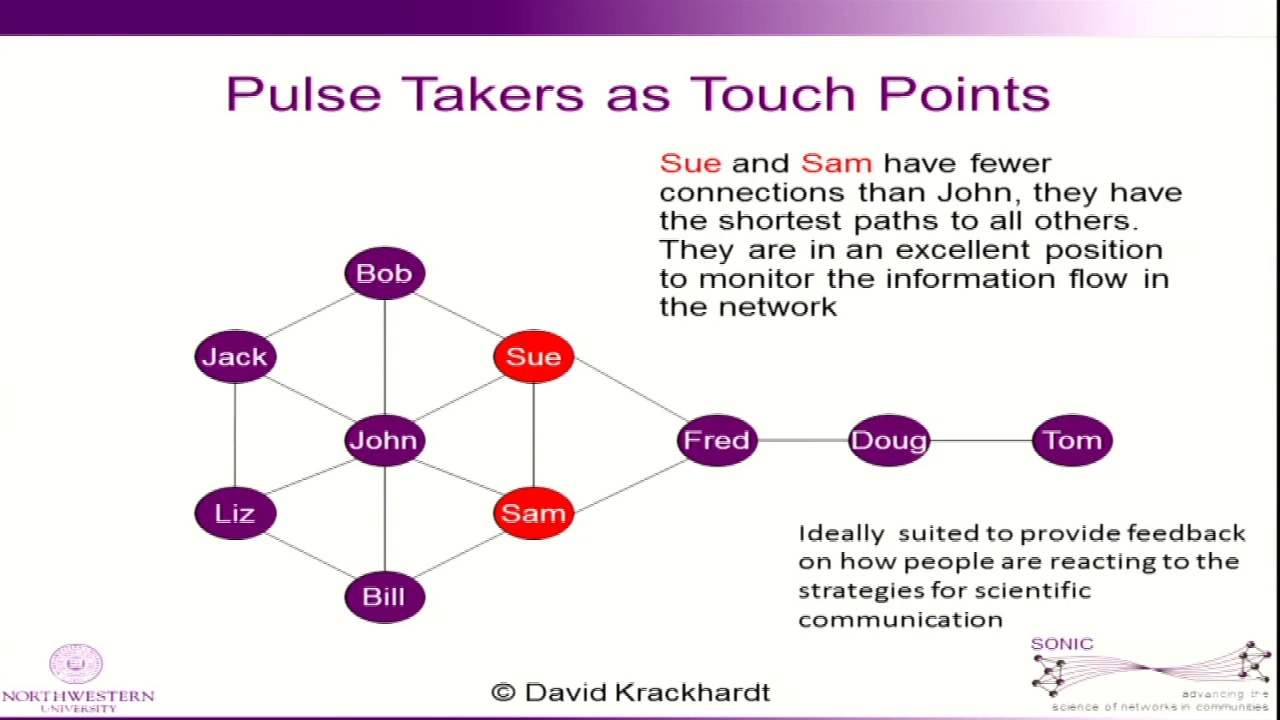 Pulse Takers as Touch Points
Sue and Sam have fewer
connections than John, they have
the shortest paths to all others.
They are in an excellent position
to monitor the information flow in
the network
Bob
Jack
Sue
John
Fred
Doug
Tom
Liz
Sam
Bill
Ideally suited to provide feedback
on how people are reacting to the
strategies for scientific
communication
SONIC
advancing the
science of networks in communities
NORTHWESTERN
UNIVERSITY
© David Krackhardt